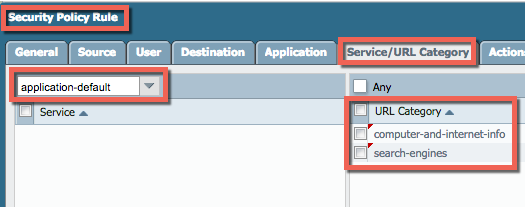 Security Policy Rule
General Source User Destination Application Service/URL Category Actions
application-default
Any
Service
URL Category
computer-and-internet-info
search-engines